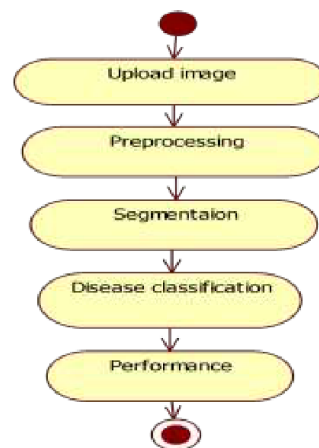 Upload image
Preprocessing
Segmentaion
Disease classification
Performance